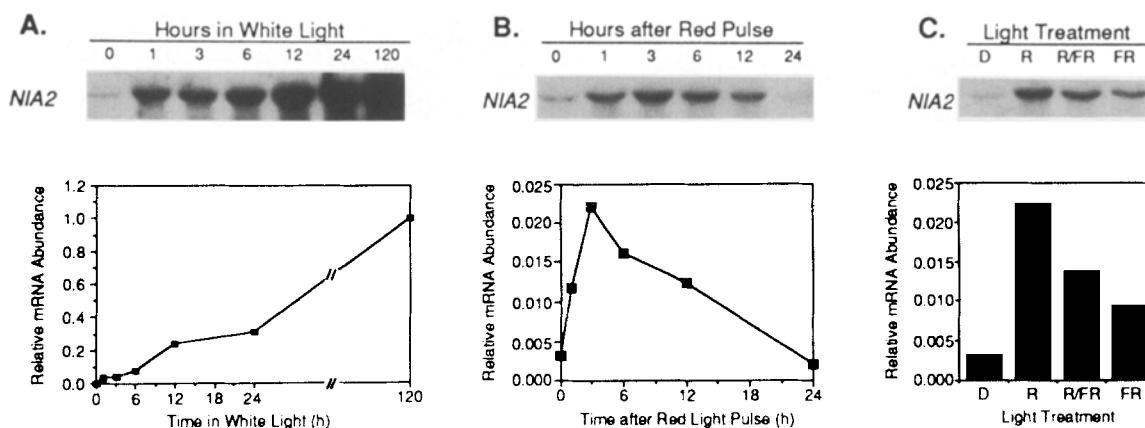 A. Hours in White Light
0 1 3 6 12 24 120
NIA2
Relative mRNA Abundance
1.2
1.0
0.8
0.6
0.4
0.2
0.0
0 6 12 18 24 120
Time in White Light (h)
B. Hours after Red Pulse
0 1 3 6 12 24
NIA2
Relative mRNA Abundance
0.025
0.020
0.015
0.010
0.005
0.000
0 6 12 18 24
Time after Red Light Pulse (h)
C. Light Treatment
D R R/FR FR
NIA2
Relative mRNA Abundance
0.025
0.020
0.015
0.010
0.005
0.000
D R R/FR FR
Light Treatment